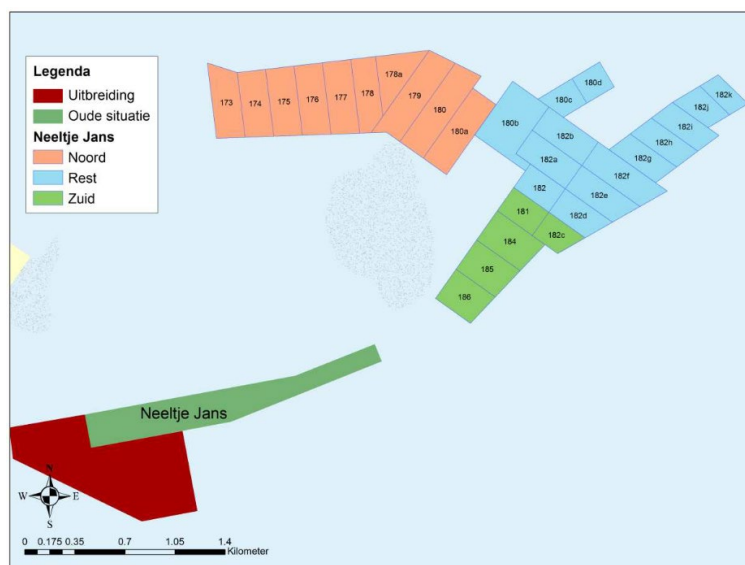 Legenda
Uitbreiding
Oude situatie
Neeltje Jans
Noord
Rest
Zuid
173
174
175
176
177
178
178a
179
180
180a
180b
180c
180d
182b
182a
182
182f
182e
182d
182g
182h
182i
182j
182k
181
182c
184
185
186
Neeltje Jans
N
W E
S
0 0.175 0.35 0.7 1.05 1.4
Kilometer